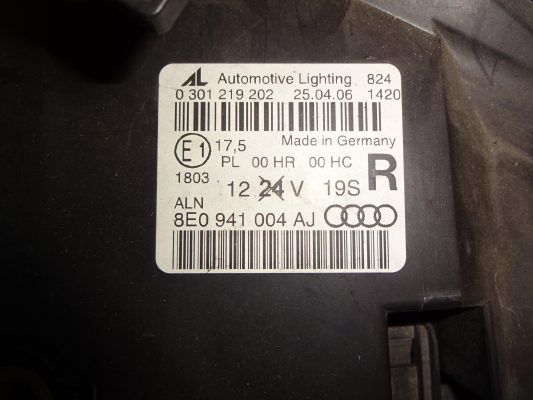 AL Automotive Lighting 824
0 301 219 202 25.04.06 1420
E1 17,5 Made in Germany
PL 00 HR 00 HC
1803
12 24 V 19S R
ALN
8E0 941 004 AJ